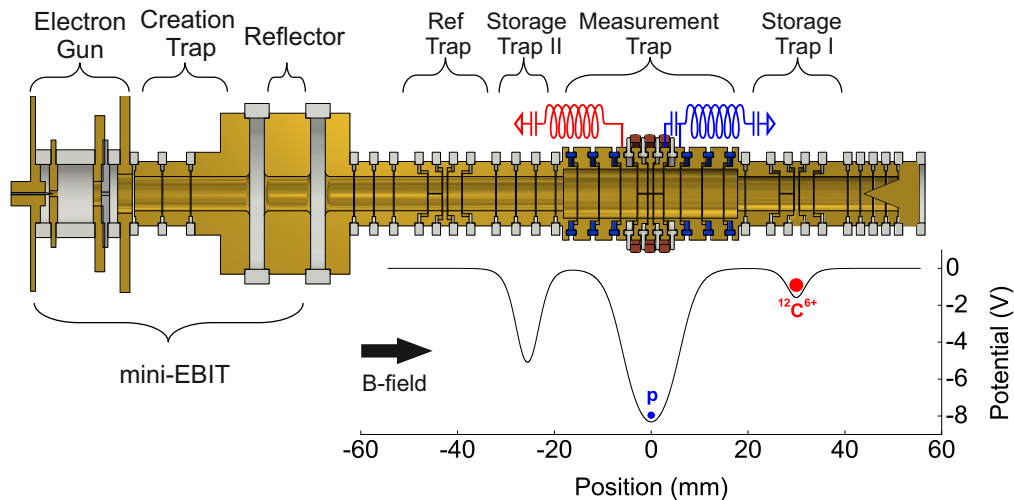 Electron
Gun
Creation
Trap
Reflector
Ref
Trap
Storage
Trap II
Measurement
Trap
Storage
Trap I
mini-EBIT
B-field
p
¹²C⁶⁺
0
-2
-4
-6
-8
Potential (V)
-60 -40 -20 0 20 40 60
Position (mm)